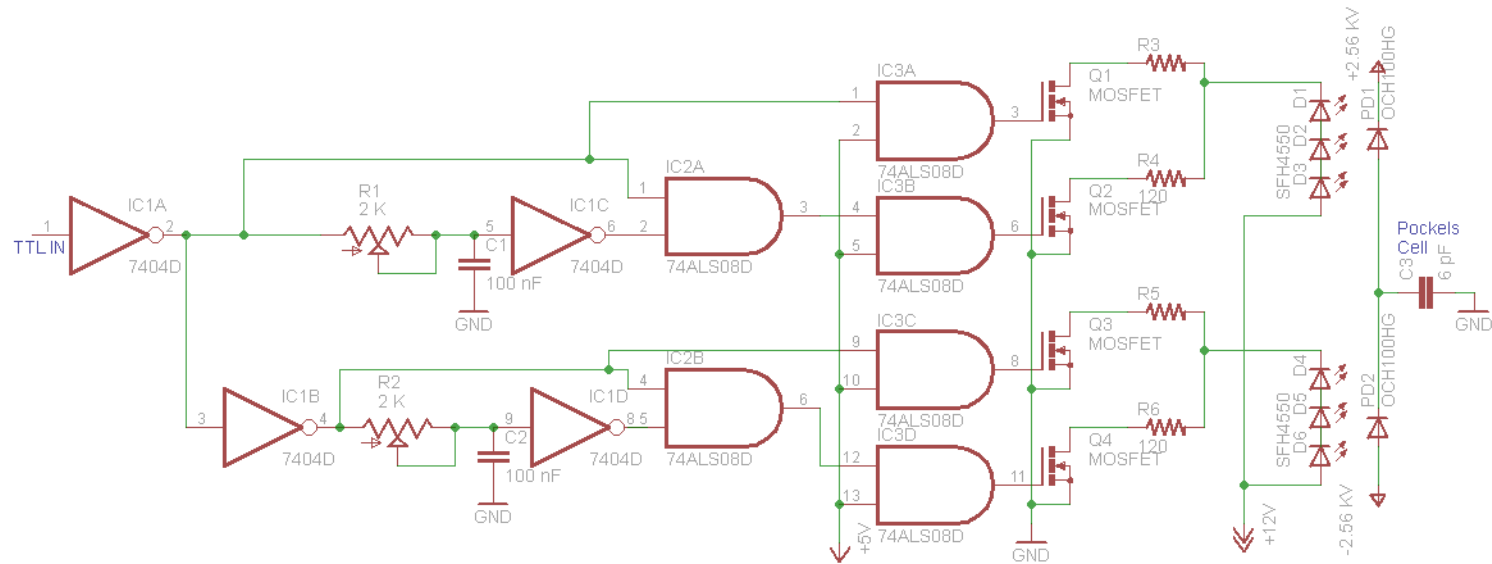 1
TTL IN
IC1A
2
7404D
R1
2 K
5
C1
100 nF
GND
IC1C
6
7404D
IC2A
1
2
3
74ALS08D
3
IC1B
4
7404D
R2
2 K
9
C2
100 nF
GND
IC1D
8
7404D
IC2B
4
5
6
74ALS08D
IC3A
1
2
3
74ALS08D
IC3B
4
5
6
74ALS08D
IC3C
9
10
8
74ALS08D
IC3D
12
13
11
74ALS08D
+5V
Q1
MOSFET
Q2
MOSFET
Q3
MOSFET
Q4
MOSFET
GND
R3
R4
120
R5
R6
120
D1
D2
D3
SFH4550
D4
D5
D6
SFH4550
+12V
+2.56 KV
PD1
OCH100HG
PD2
OCH100HG
-2.56 KV
Pockels
Cell
C3
6 pF
GND